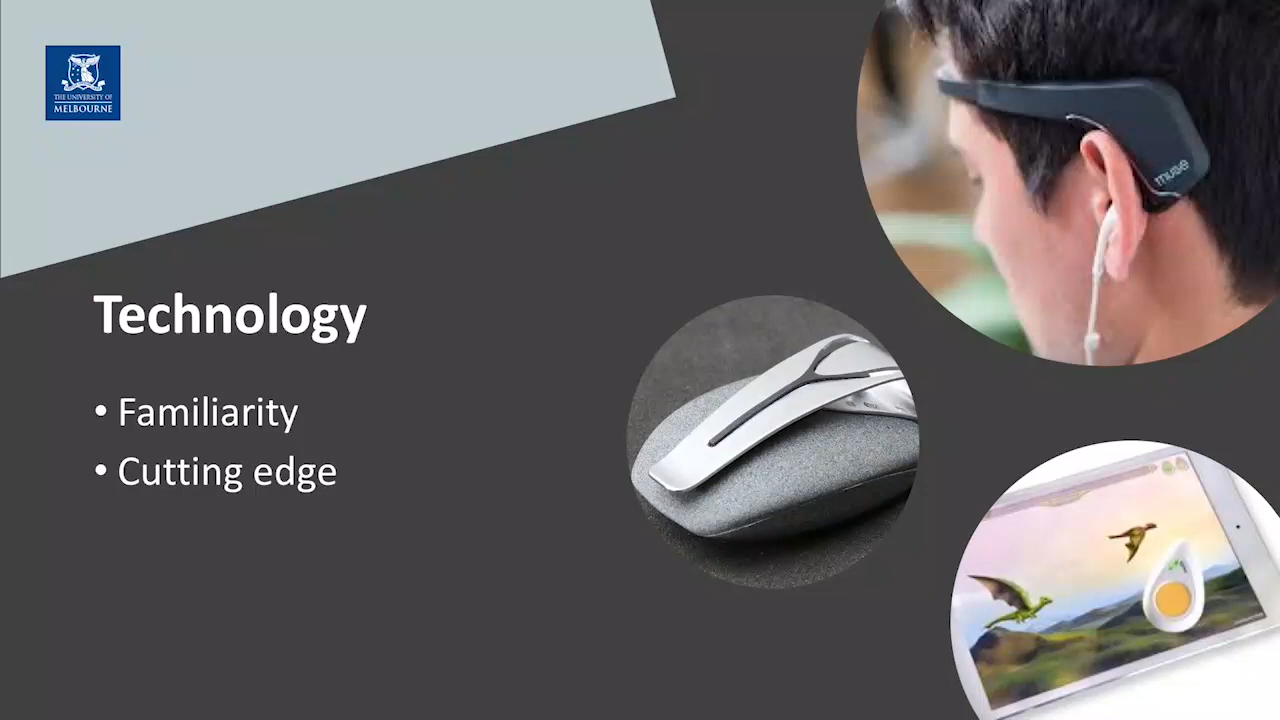 THE UNIVERSITY OF
MELBOURNE
Technology
• Familiarity
• Cutting edge
muse